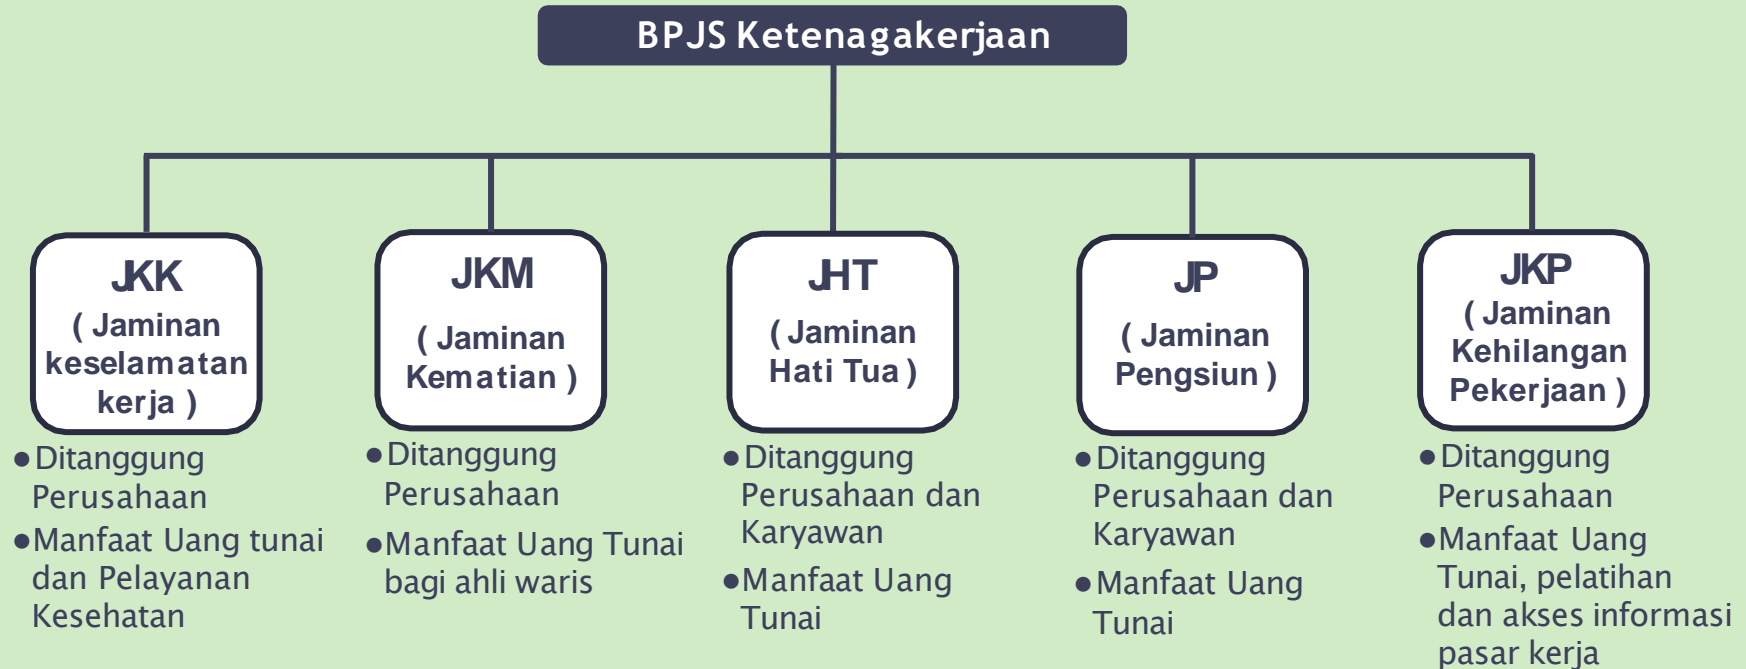 BPJS Ketenagakerjaan
JKK
( Jaminan
keselamatan
kerja )
● Ditanggung
Perusahaan
● Manfaat Uang tunai
dan Pelayanan
Kesehatan
JKM
( Jaminan
Kematian )
● Ditanggung
Perusahaan
● Manfaat Uang Tunai
bagi ahli waris
JHT
( Jaminan
Hati Tua )
● Ditanggung
Perusahaan dan
Karyawan
● Manfaat Uang
Tunai
JP
( Jaminan
Pengsiun )
● Ditanggung
Perusahaan dan
Karyawan
● Manfaat Uang
Tunai
JKP
( Jaminan
Kehilangan
Pekerjaan )
● Ditanggung
Perusahaan
● Manfaat Uang
Tunai, pelatihan
dan akses informasi
pasar kerja